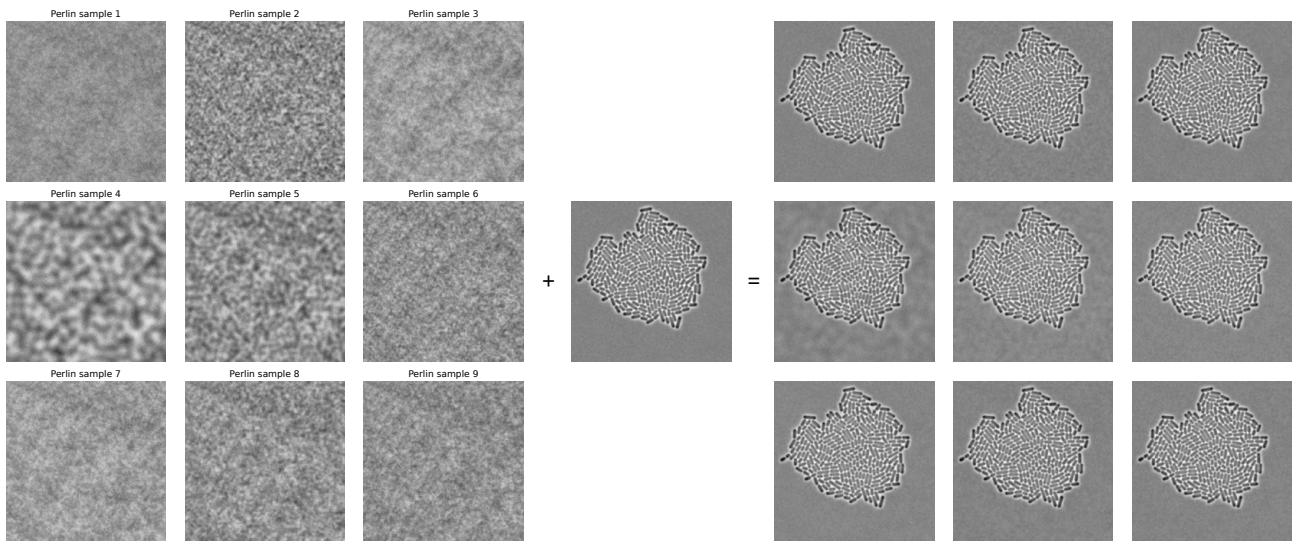 Perlin sample 1
Perlin sample 2
Perlin sample 3
Perlin sample 4
Perlin sample 5
Perlin sample 6
+
=
Perlin sample 7
Perlin sample 8
Perlin sample 9